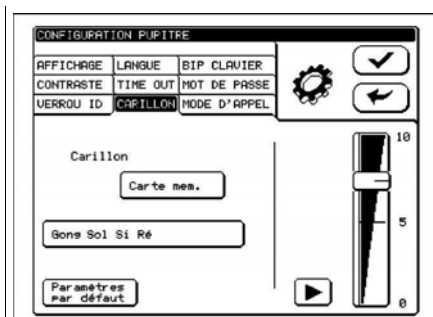 CONFIGURATION PUPITRE
AFFICHAGE LANGUE BIP CLAVIER
CONTRASTE TIME OUT MOT DE PASSE
VERROU ID CARILLON MODE D'APPEL
10
Carillon
Carte mem.
5
Gong Sol Si Ré
Paramètres
par défaut
0